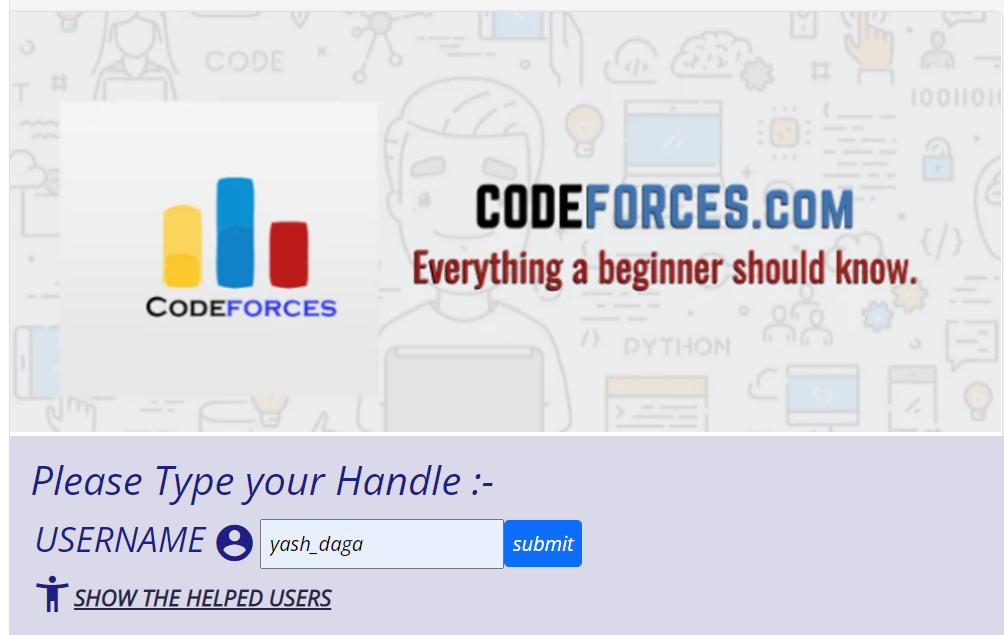 CODE
1001101
CODEFORCES.COM
Everything a beginner should know.
CODEFORCES
PYTHON
Please Type your Handle :-
USERNAME yash_daga submit
SHOW THE HELPED USERS